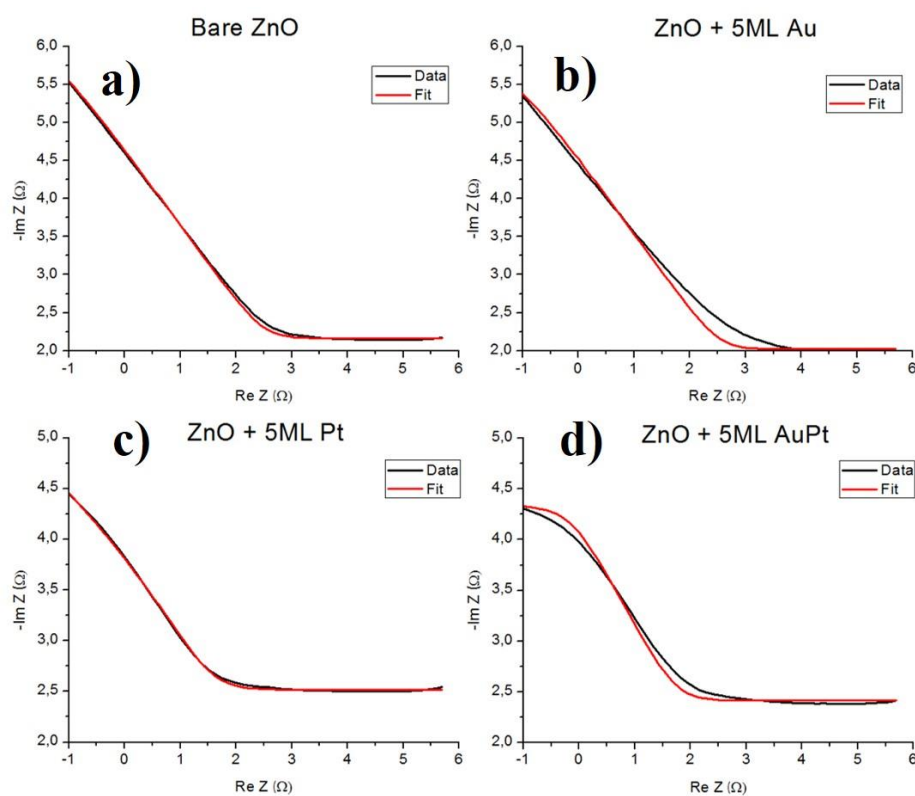 Bare ZnO
a)
Data
Fit
6,0
5,5
5,0
4,5
4,0
3,5
3,0
2,5
2,0
-Im Z (Ω)
-1 0 1 2 3 4 5 6
Re Z (Ω)
ZnO + 5ML Au
b)
Data
Fit
6,0
5,5
5,0
4,5
4,0
3,5
3,0
2,5
2,0
-Im Z (Ω)
-1 0 1 2 3 4 5 6
Re Z (Ω)
ZnO + 5ML Pt
c)
Data
Fit
5,0
4,5
4,0
3,5
3,0
2,5
2,0
-Im Z (Ω)
-1 0 1 2 3 4 5 6
Re Z (Ω)
ZnO + 5ML AuPt
d)
Data
Fit
5,0
4,5
4,0
3,5
3,0
2,5
2,0
-Im Z (Ω)
-1 0 1 2 3 4 5 6
Re Z (Ω)